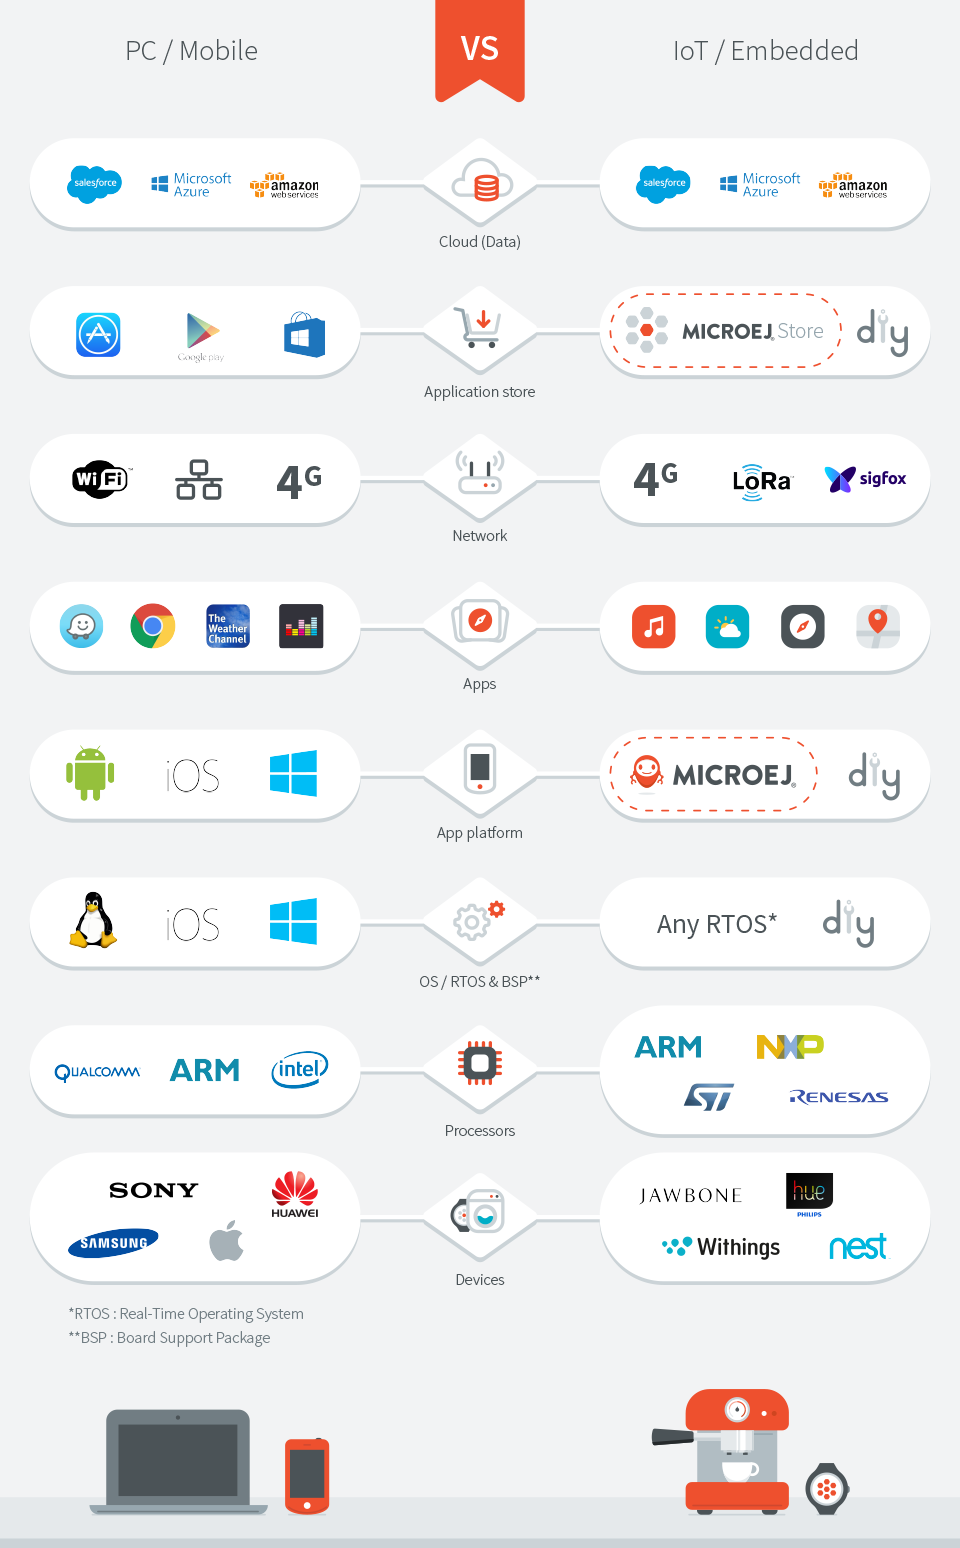 PC / Mobile
VS
IoT / Embedded
salesforce
Microsoft
Azure
amazon
web services
Cloud (Data)
salesforce
Microsoft
Azure
amazon
web services
Google pay
Application store
MICROEJ® Store
diy
WiFi™
4G
Network
4G
LoRa
sigfox
The
Weather
Channel
Apps
iOS
App platform
MICROEJ®
diy
iOS
OS / RTOS & BSP**
Any RTOS*
diy
QUALCOMM
ARM
intel
Processors
ARM
NXP
ST
RENESAS
SONY
HUAWEI
SAMSUNG
Devices
JAWBONE
hue
PHILIPS
Withings
nest
*RTOS : Real-Time Operating System
**BSP : Board Support Package